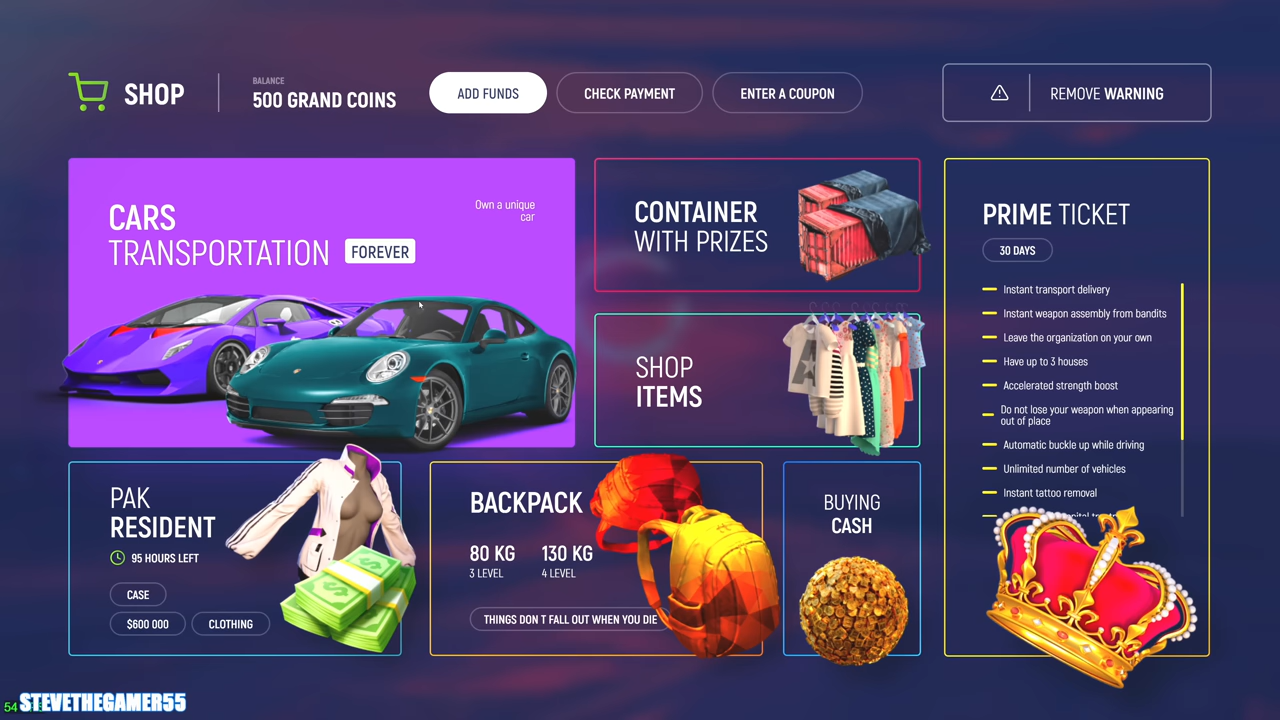 SHOP
BALANCE
500 GRAND COINS
ADD FUNDS
CHECK PAYMENT
ENTER A COUPON
REMOVE WARNING
CARS
TRANSPORTATION FOREVER
Own a unique
car
CONTAINER
WITH PRIZES
SHOP
ITEMS
PRIME TICKET
30 DAYS
Instant transport delivery
Instant weapon assembly from bandits
Leave the organization on your own
Have up to 3 houses
Accelerated strength boost
Do not lose your weapon when appearing
out of place
Automatic buckle up while driving
Unlimited number of vehicles
Instant tattoo removal
PAK
RESIDENT
95 HOURS LEFT
CASE
$600 000
CLOTHING
BACKPACK
80 KG
3 LEVEL
130 KG
4 LEVEL
THINGS DON T FALL OUT WHEN YOU DIE
BUYING
CASH
54
STEVETHEGAMER55